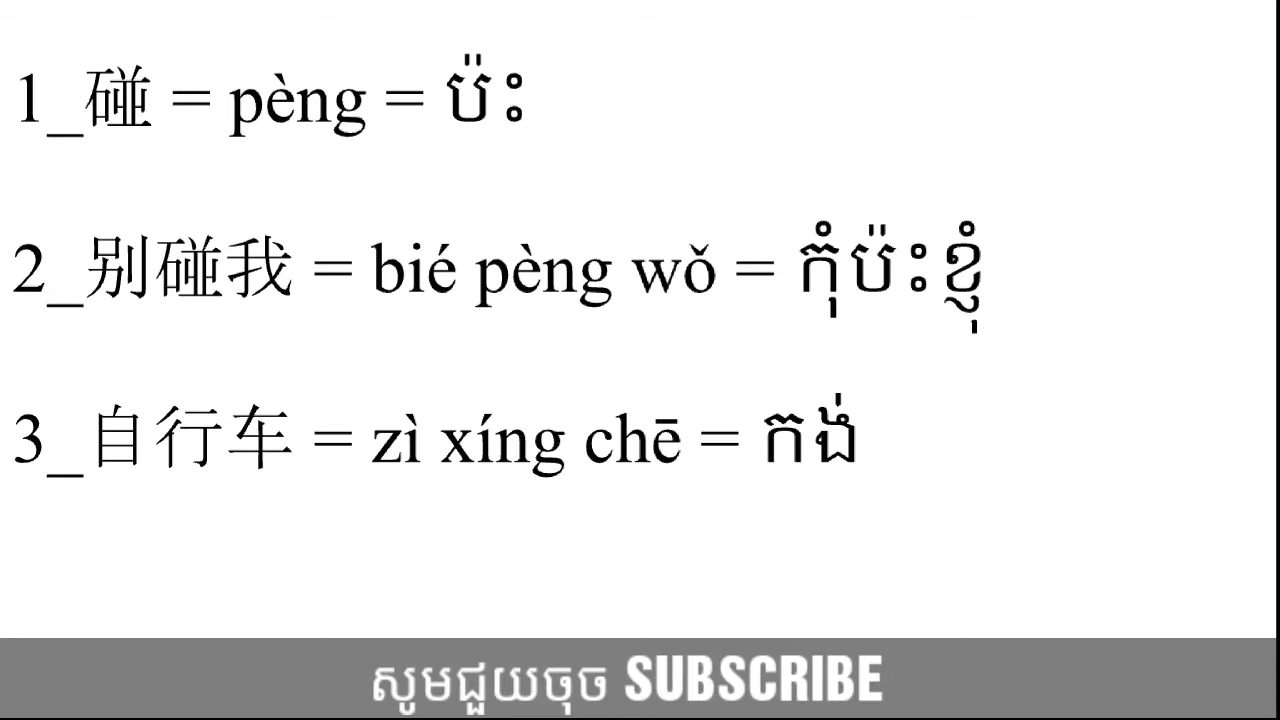 1_碰 = pèng = ប៉ះ
2_别碰我 = bié pèng wǒ = កុំប៉ះខ្ញុំ
3_自行车 = zì xíng chē = កង់
សូមជួយចុច SUBSCRIBE